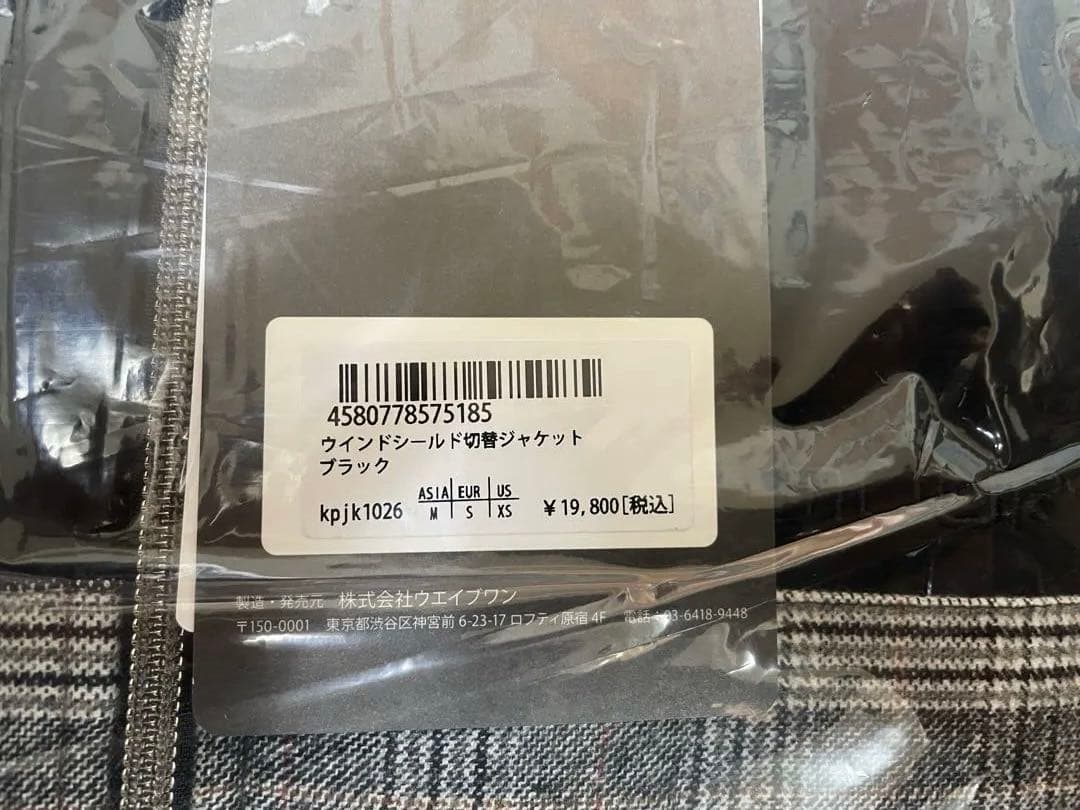 4580778575185
ウインドシールド切替ジャケット
ブラック
kpjk1026 ASIA EUR US ¥19,800[税込]
M S XS
製造・発売元 株式会社ウエイブワン
〒150-0001 東京都渋谷区神宮前 6-23-17 ロフティ原宿 4F 電話:03-6418-9448